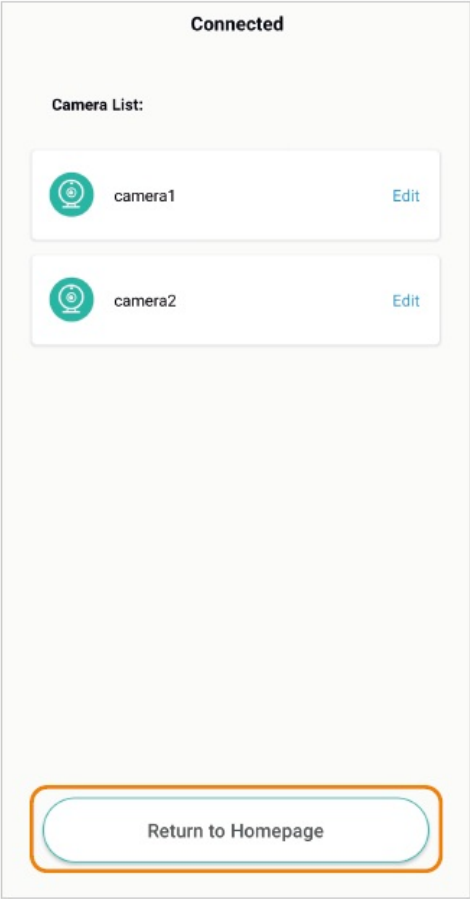 Connected
Camera List:
camera1 Edit
camera2 Edit
Return to Homepage